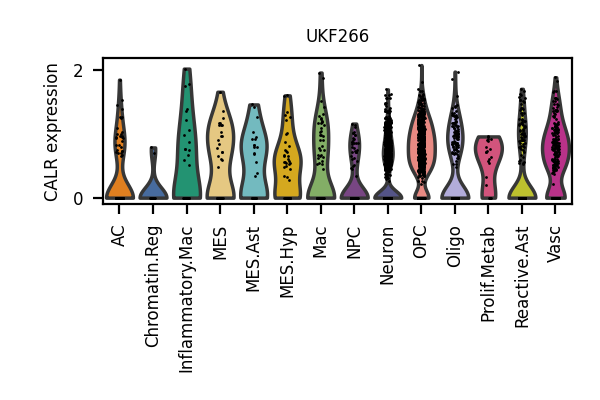 UKF266
CALR expression
2
0
AC
Chromatin.Reg
Inflammatory.Mac
MES
MES.Ast
MES.Hyp
Mac
NPC
Neuron
OPC
Oligo
Prolif.Metab
Reactive.Ast
Vasc